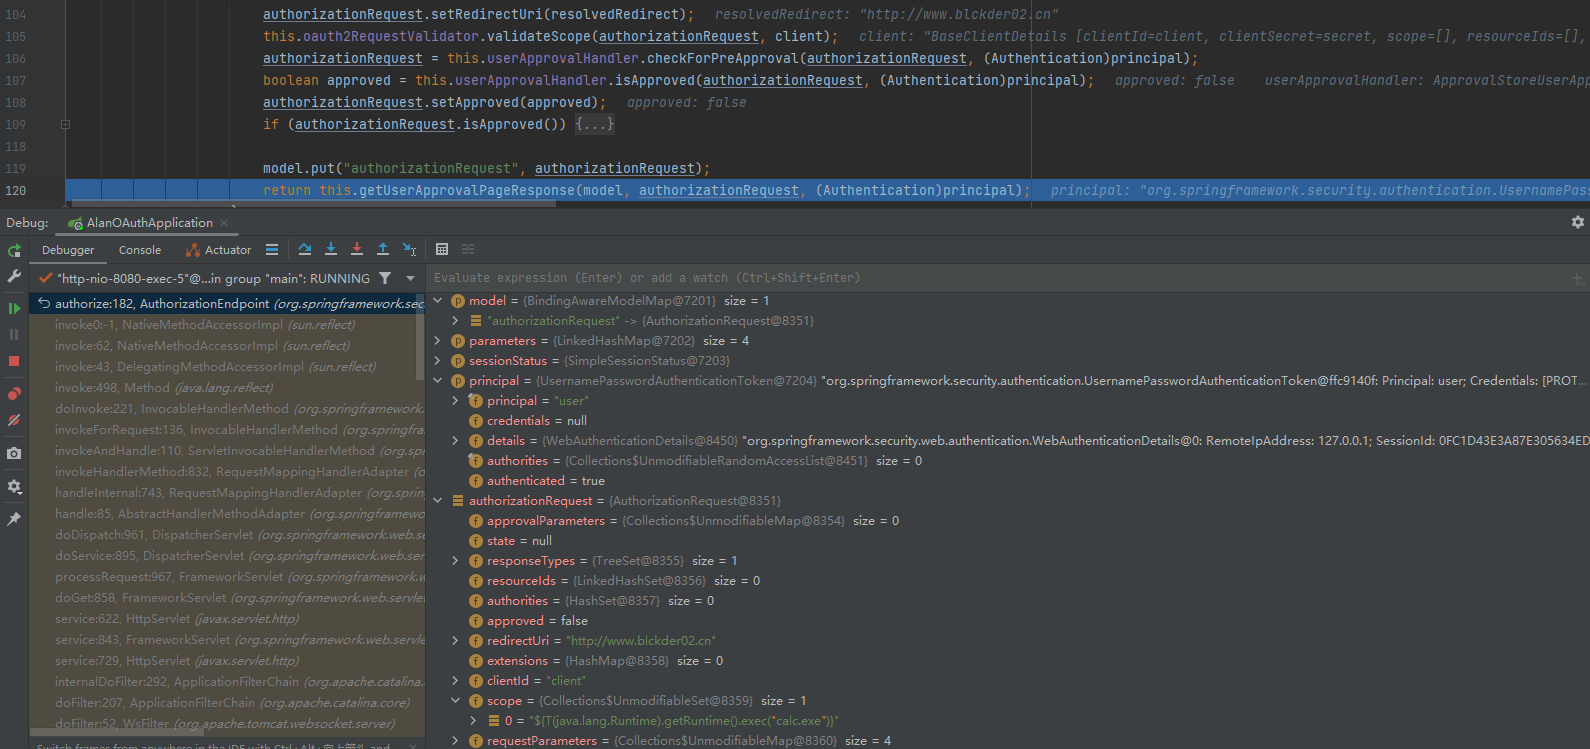 104 authorizationRequest.setRedirectUri(resolvedRedirect); resolvedRedirect: "http://www.blckder02.cn"
105 this.oauth2RequestValidator.validateScope(authorizationRequest, client); client: "BaseClientDetails [clientId=client, clientSecret=secret, scope=[], resourceIds=[],
106 authorizationRequest = this.userApprovalHandler.checkForPreApproval(authorizationRequest, (Authentication)principal);
107 boolean approved = this.userApprovalHandler.isApproved(authorizationRequest, (Authentication)principal); approved: false userApprovalHandler: ApprovalStoreUserApp
108 authorizationRequest.setApproved(approved); approved: false
109 if (authorizationRequest.isApproved()) {...}
118
119 model.put("authorizationRequest", authorizationRequest);
120 return this.getUserApprovalPageResponse(model, authorizationRequest, (Authentication)principal); principal: "org.springframework.security.authentication.UsernamePass
Debug: AlanOAuthApplication
Debugger Console Actuator
"http-nio-8080-exec-5"@...in group "main": RUNNING
authorize:182, AuthorizationEndpoint (org.springframework.sec
invoke0:-1, NativeMethodAccessorImpl (sun.reflect)
invoke:62, NativeMethodAccessorImpl (sun.reflect)
invoke:43, DelegatingMethodAccessorImpl (sun.reflect)
invoke:498, Method (java.lang.reflect)
doInvoke:221, InvocableHandlerMethod (org.springframework.
invokeForRequest:136, InvocableHandlerMethod (org.springfra
invokeAndHandle:110, ServletInvocableHandlerMethod (org.sp
invokeHandlerMethod:832, RequestMappingHandlerAdapter (o
handleInternal:743, RequestMappingHandlerAdapter (org.spring
handle:85, AbstractHandlerMethodAdapter (org.springframewo
doDispatch:961, DispatcherServlet (org.springframework.web.s
doService:895, DispatcherServlet (org.springframework.web.ser
processRequest:967, FrameworkServlet (org.springframework.w
doGet:858, FrameworkServlet (org.springframework.web.servlet
service:622, HttpServlet (javax.servlet.http)
service:843, FrameworkServlet (org.springframework.web.servle
service:729, HttpServlet (javax.servlet.http)
internalDoFilter:292, ApplicationFilterChain (org.apache.catalina.
doFilter:207, ApplicationFilterChain (org.apache.catalina.core)
doFilter:52, WsFilter (org.apache.tomcat.websocket.server)
Switch frames from anywhere in the IDE with Ctrl+Alt+向上箭头 and
Evaluate expression (Enter) or add a watch (Ctrl+Shift+Enter)
model = {BindingAwareModelMap@7201} size = 1
"authorizationRequest" -> {AuthorizationRequest@8351}
parameters = {LinkedHashMap@7202} size = 4
sessionStatus = {SimpleSessionStatus@7203}
principal = {UsernamePasswordAuthenticationToken@7204} "org.springframework.security.authentication.UsernamePasswordAuthenticationToken@ffc9140f: Principal: user; Credentials: [PROT...
principal = "user"
credentials = null
details = {WebAuthenticationDetails@8450} "org.springframework.security.web.authentication.WebAuthenticationDetails@0: RemoteIpAddress: 127.0.0.1; SessionId: 0FC1D43E3A87E305634ED
authorities = {Collections$UnmodifiableRandomAccessList@8451} size = 0
authenticated = true
authorizationRequest = {AuthorizationRequest@8351}
approvalParameters = {Collections$UnmodifiableMap@8354} size = 0
state = null
responseTypes = {TreeSet@8355} size = 1
resourceIds = {LinkedHashSet@8356} size = 0
authorities = {HashSet@8357} size = 0
approved = false
redirectUri = "http://www.blckder02.cn"
extensions = {HashMap@8358} size = 0
clientId = "client"
scope = {Collections$UnmodifiableSet@8359} size = 1
0 = "${T(java.lang.Runtime).getRuntime().exec("calc.exe")}"
requestParameters = {Collections$UnmodifiableMap@8360} size = 4